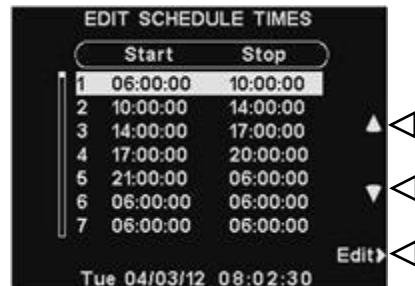 EDIT SCHEDULE TIMES
Start Stop
1 06:00:00 10:00:00
2 10:00:00 14:00:00
3 14:00:00 17:00:00
4 17:00:00 20:00:00
5 21:00:00 06:00:00
6 06:00:00 06:00:00
7 06:00:00 06:00:00
Edit
Tue 04/03/12 08:02:30